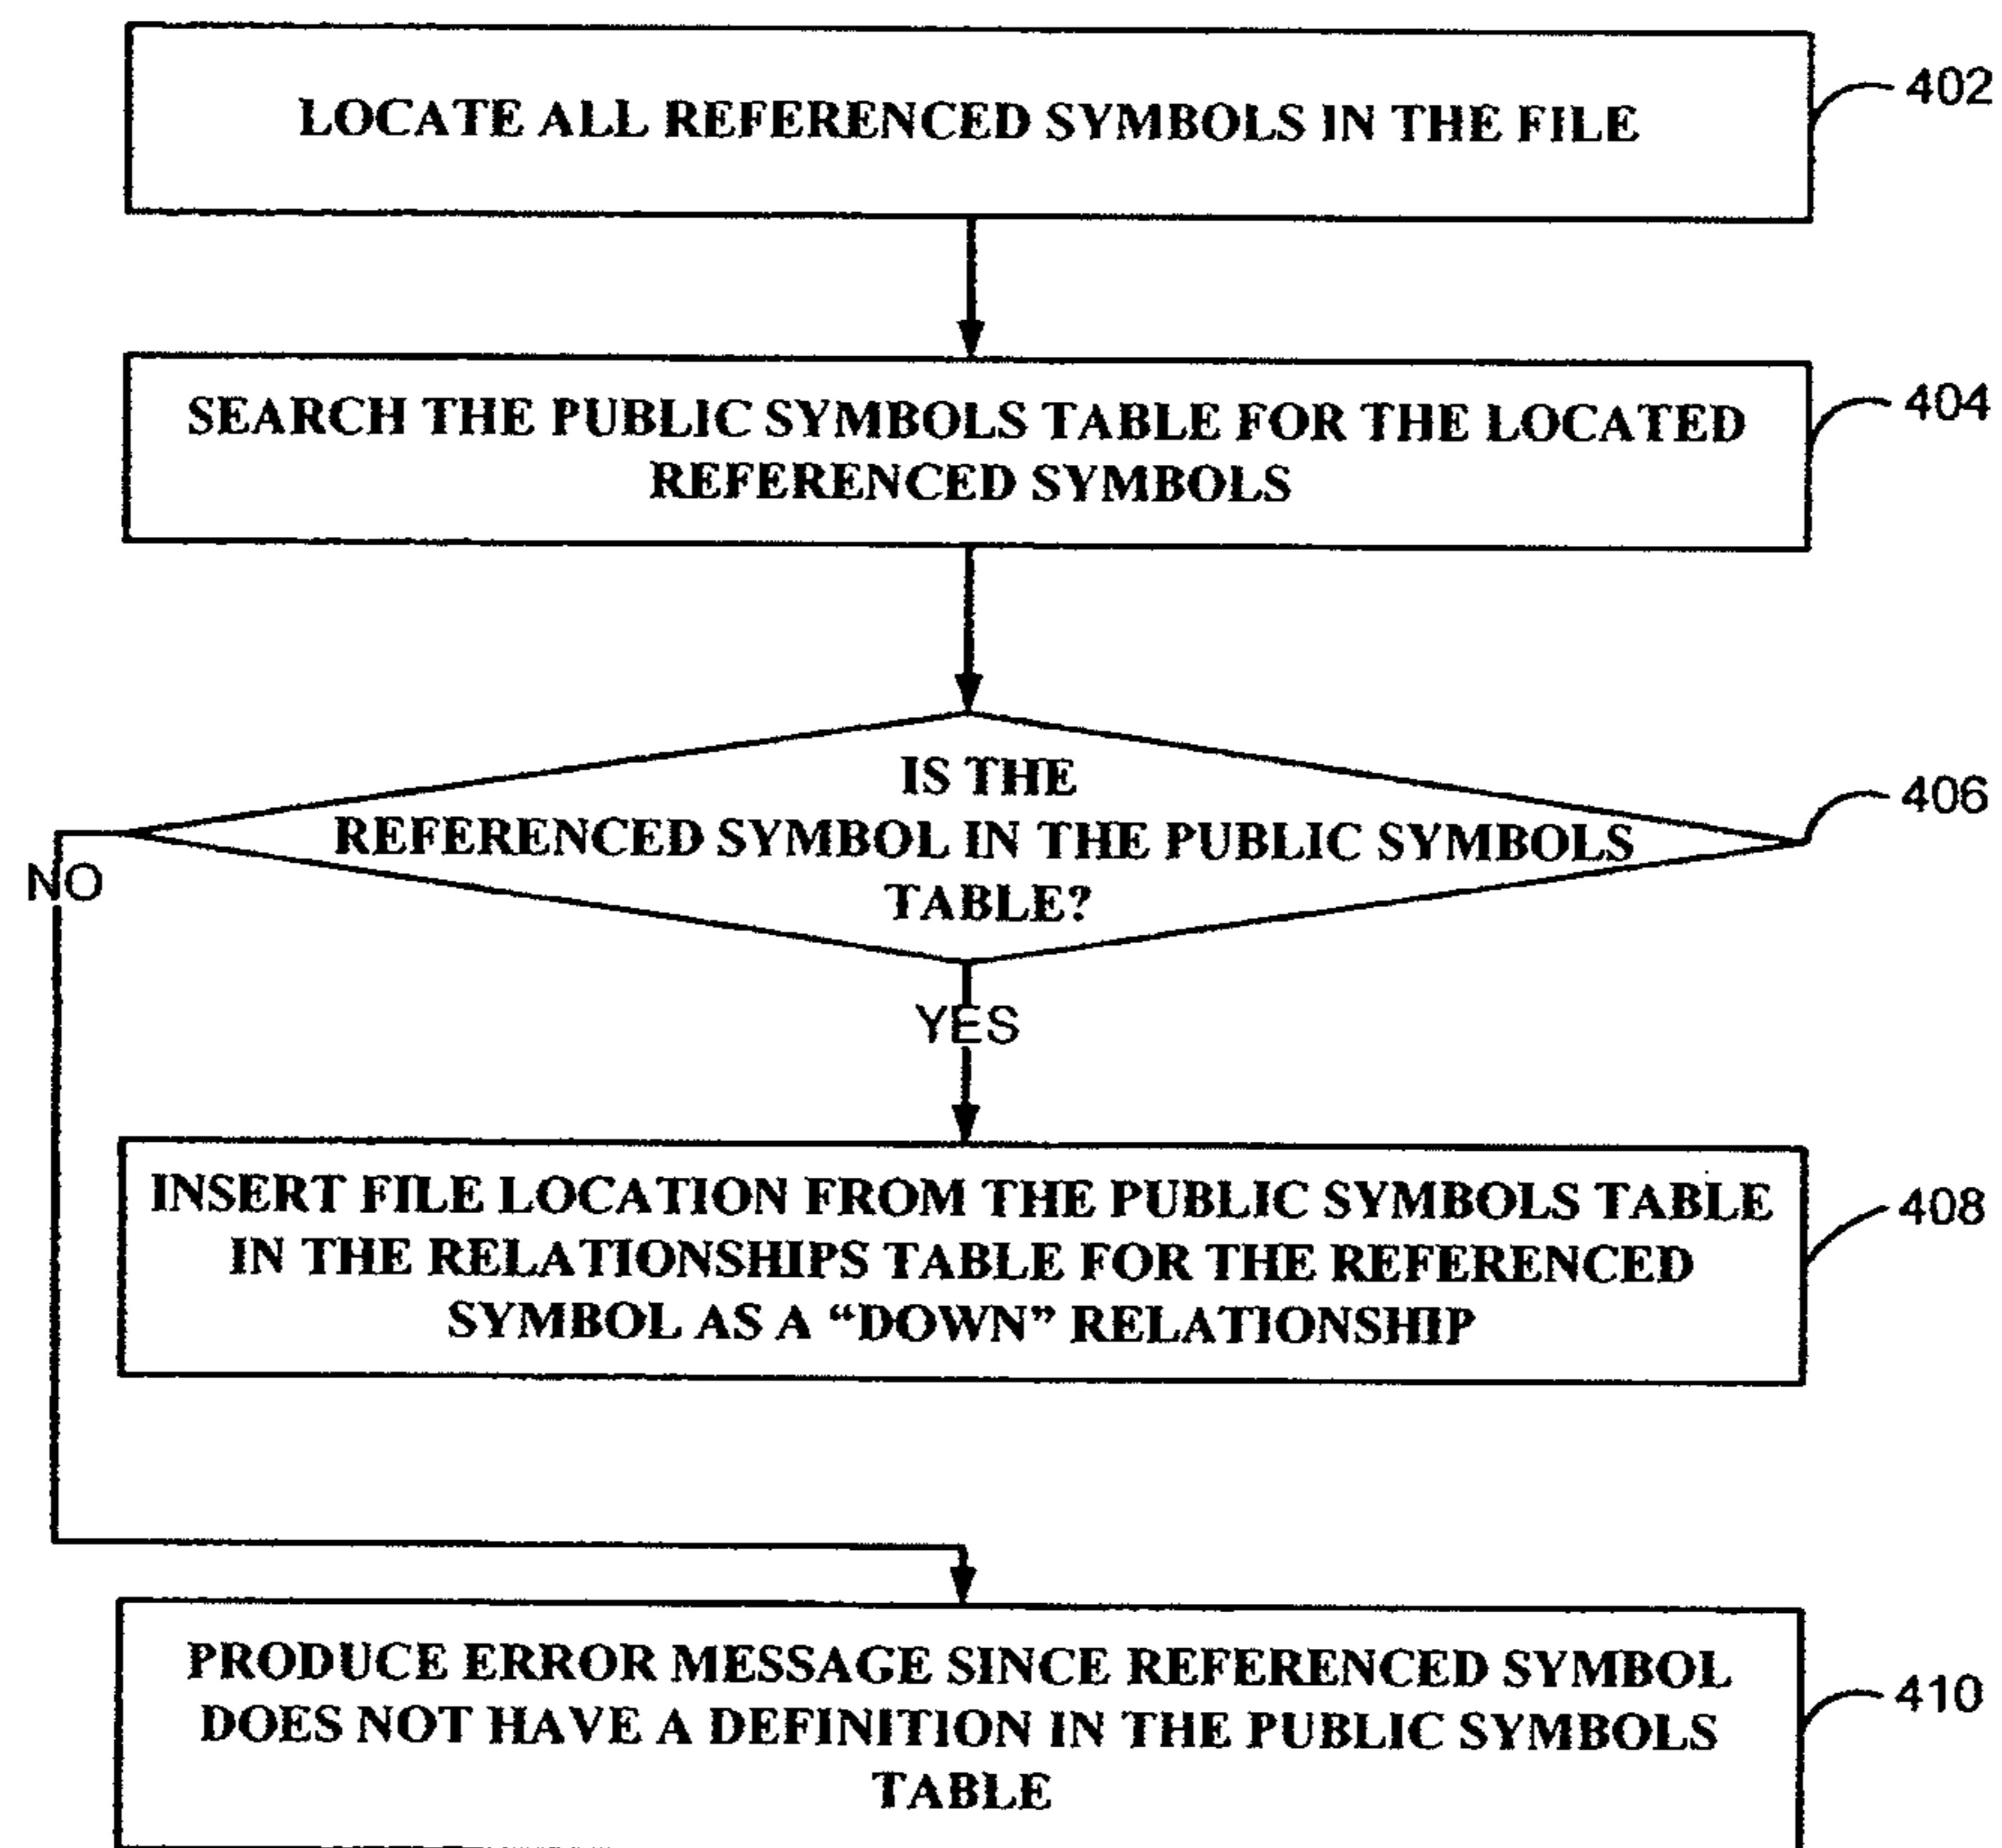 LOCATE ALL REFERENCED SYMBOLS IN THE FILE
402
SEARCH THE PUBLIC SYMBOLS TABLE FOR THE LOCATED
REFERENCED SYMBOLS
404
IS THE
REFERENCED SYMBOL IN THE PUBLIC SYMBOLS
TABLE?
406
NO
YES
INSERT FILE LOCATION FROM THE PUBLIC SYMBOLS TABLE
IN THE RELATIONSHIPS TABLE FOR THE REFERENCED
SYMBOL AS A “DOWN” RELATIONSHIP
408
PRODUCE ERROR MESSAGE SINCE REFERENCED SYMBOL
DOES NOT HAVE A DEFINITION IN THE PUBLIC SYMBOLS
TABLE
410